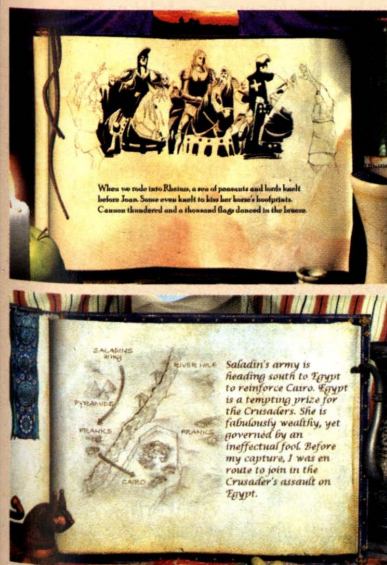 When we rode into Rheims, a sea of peasants and lords knelt
before Joan. Some even knelt to kiss her horse's hoofprints.
Cannon thundered and a thousand flags danced in the breeze.
SALADINS
army
RIVER NILE
PYRAMIDS
FRANKS
FRANKS
CAIRO
Saladin's army is
heading south to Egypt
to reinforce Cairo. Egypt
is a tempting prize for
the Crusaders. She is
fabulously wealthy, yet
governed by an
ineffectual fool. Before
my capture, I was en
route to join in the
Crusader's assault on
Egypt.